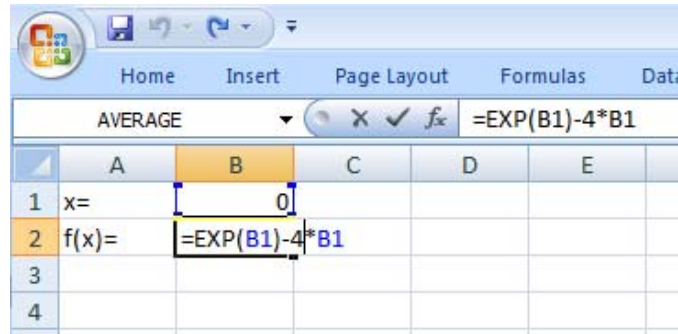 Home Insert Page Layout Formulas Data
AVERAGE fx =EXP(B1)-4*B1
A B C D E
1 x= 0
2 f(x)= =EXP(B1)-4*B1
3
4